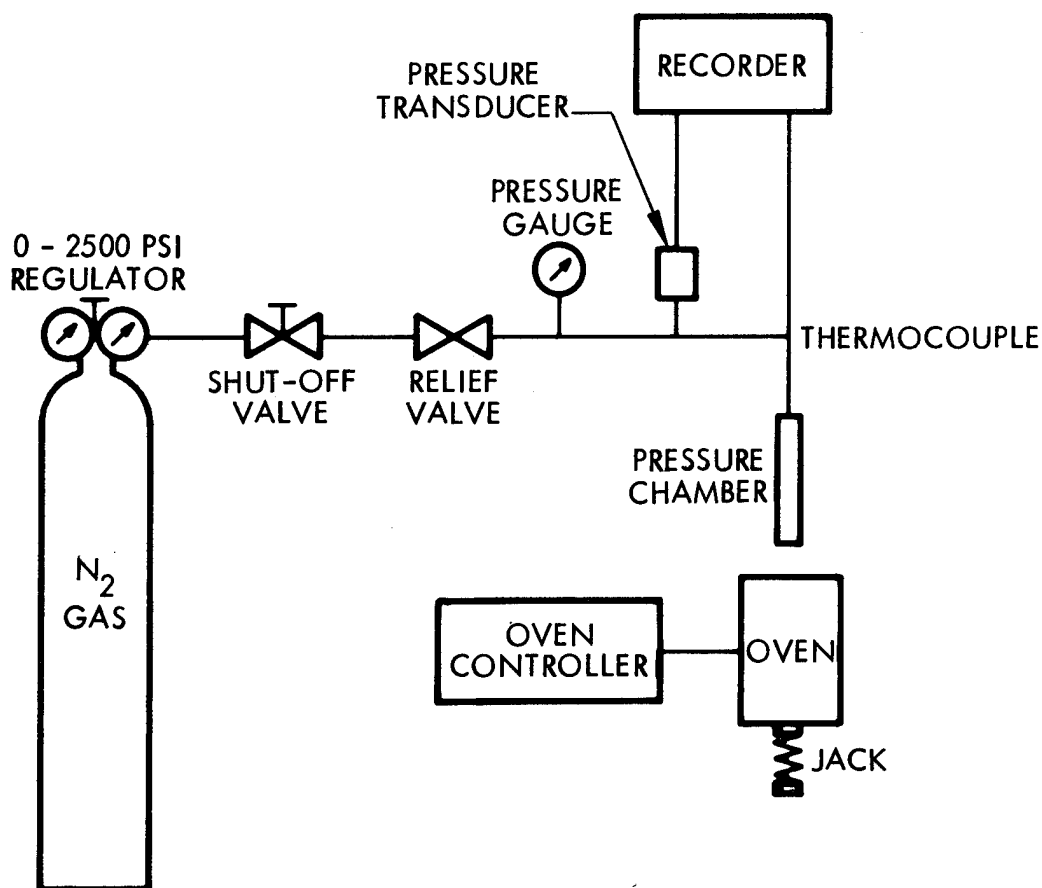 RECORDER
PRESSURE
TRANSDUCER
PRESSURE
GAUGE
0 - 2500 PSI
REGULATOR
THERMOCOUPLE
SHUT-OFF
VALVE
RELIEF
VALVE
PRESSURE
CHAMBER
N2
GAS
OVEN
CONTROLLER
OVEN
JACK